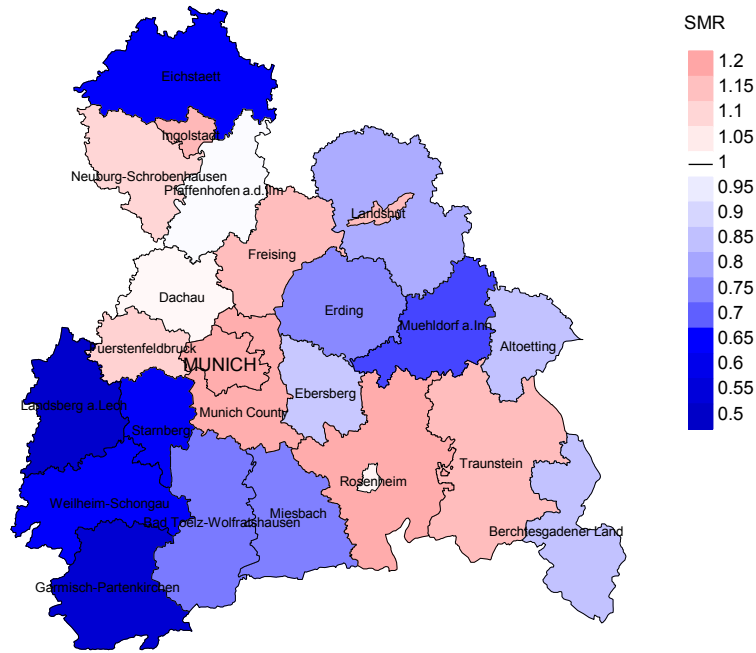 SMR
1.2
1.15
1.1
1.05
1
0.95
0.9
0.85
0.8
0.75
0.7
0.65
0.6
0.55
0.5
Eichstaett
Ingolstadt
Neuburg-Schrobenhausen
Pfaffenhofen a.d.Ilm
Landshut
Freising
Dachau
Erding
Muehldorf a.Inn
Altoetting
Fuerstenfeldbruck
MUNICH
Ebersberg
Landsberg a.Lech
Munich County
Starnberg
Traunstein
Rosenheim
Weilheim-Schongau
Miesbach
Bad Toelz-Wolfratshausen
Berchtesgadener Land
Garmisch-Partenkirchen